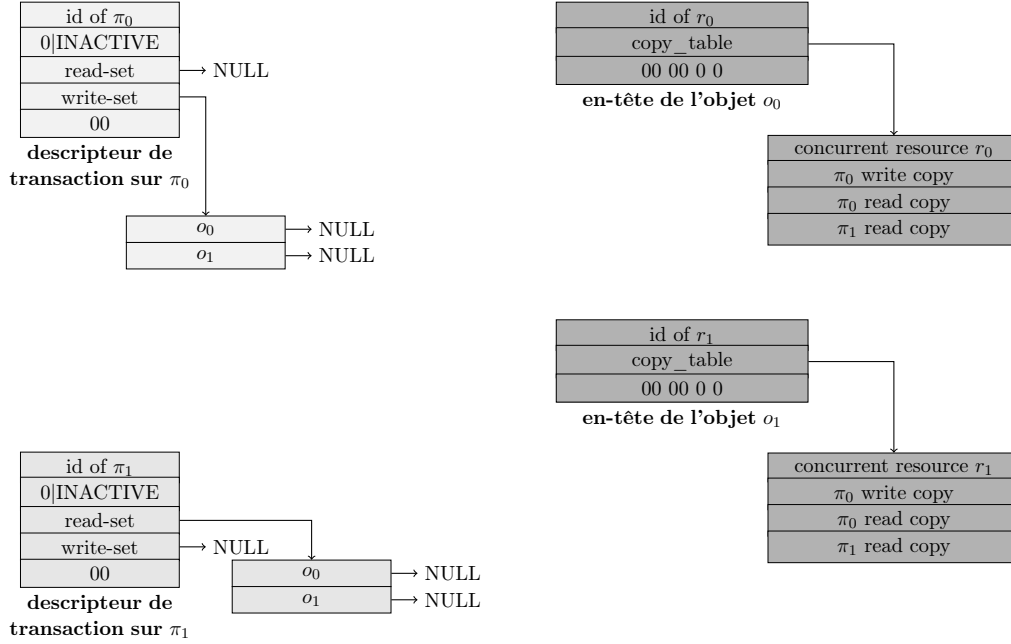 id of π₀
0|INACTIVE
read-set
NULL
write-set
00
descripteur de
transaction sur π₀
o₀
NULL
o₁
NULL
id of r₀
copy_table
00 00 0 0
en-tête de l'objet o₀
concurrent resource r₀
π₀ write copy
π₀ read copy
π₁ read copy
id of r₁
copy_table
00 00 0 0
en-tête de l'objet o₁
concurrent resource r₁
π₀ write copy
π₀ read copy
π₁ read copy
id of π₁
0|INACTIVE
read-set
write-set
NULL
00
descripteur de
transaction sur π₁
o₀
NULL
o₁
NULL